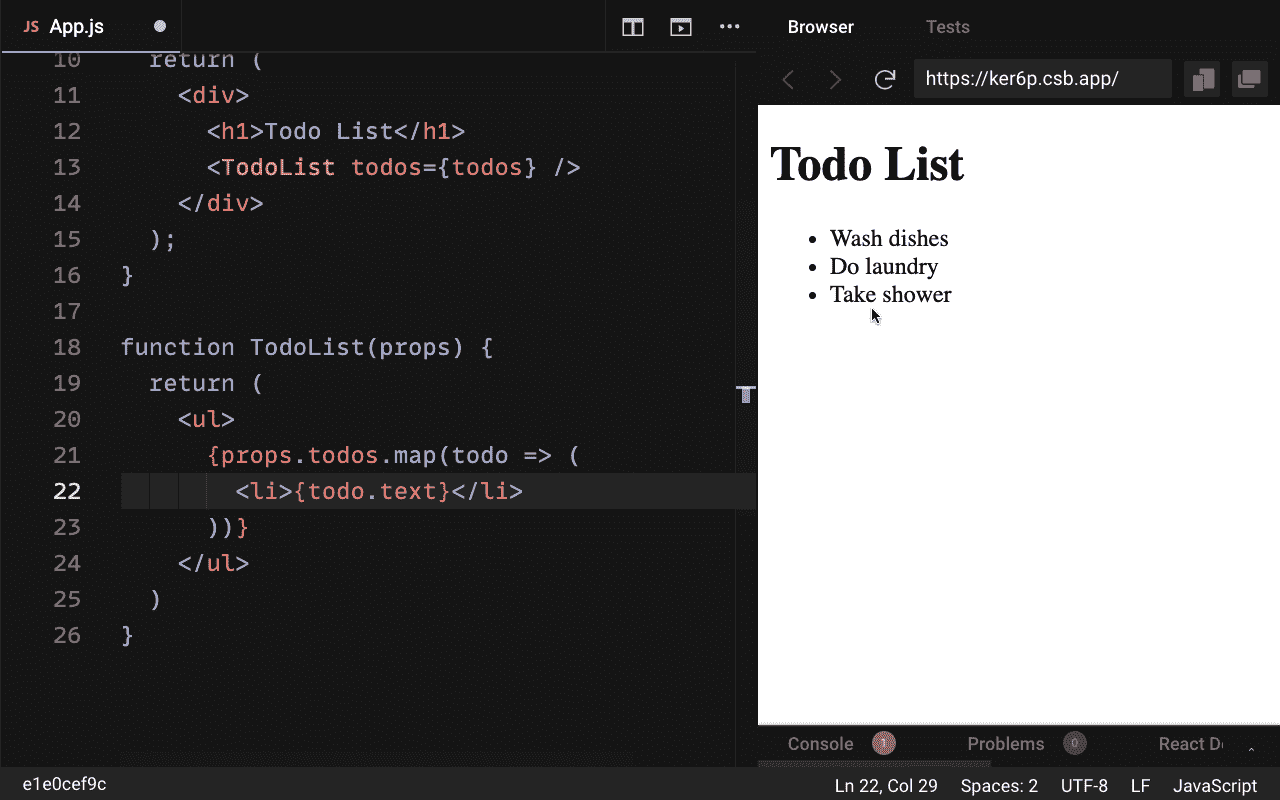 JS App.js
10 return (
11 <div>
12 <h1>Todo List</h1>
13 <TodoList todos={todos} />
14 </div>
15 );
16 }
17
18 function TodoList(props) {
19 return (
20 <ul>
21 {props.todos.map(todo => (
22 <li>{todo.text}</li>
23 ))}
24 </ul>
25 )
26 }
Browser Tests
https://ker6p.csb.app/
Todo List
• Wash dishes
• Do laundry
• Take shower
Console 1 Problems 0 React D
e1e0cef9c Ln 22, Col 29 Spaces: 2 UTF-8 LF JavaScript